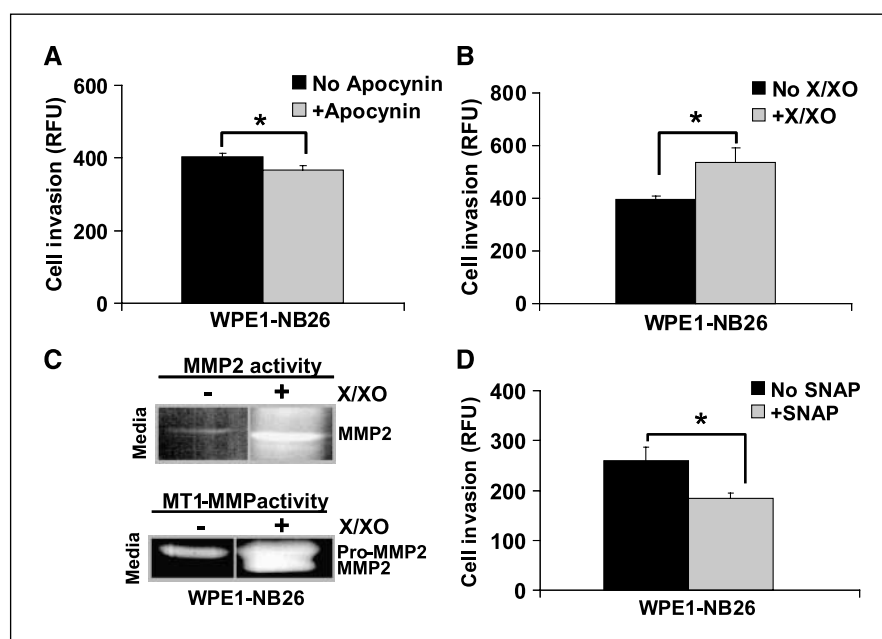 A
Cell invasion (RFU)
600
400
200
0
No Apocynin
+Apocynin
*
WPE1-NB26
B
Cell invasion (RFU)
800
600
400
200
0
No X/XO
+X/XO
*
WPE1-NB26
C
MMP2 activity
- + X/XO
Media
MMP2
MT1-MMPactivity
- + X/XO
Media
Pro-MMP2
MMP2
WPE1-NB26
D
Cell invasion (RFU)
400
300
200
100
0
No SNAP
+SNAP
*
WPE1-NB26